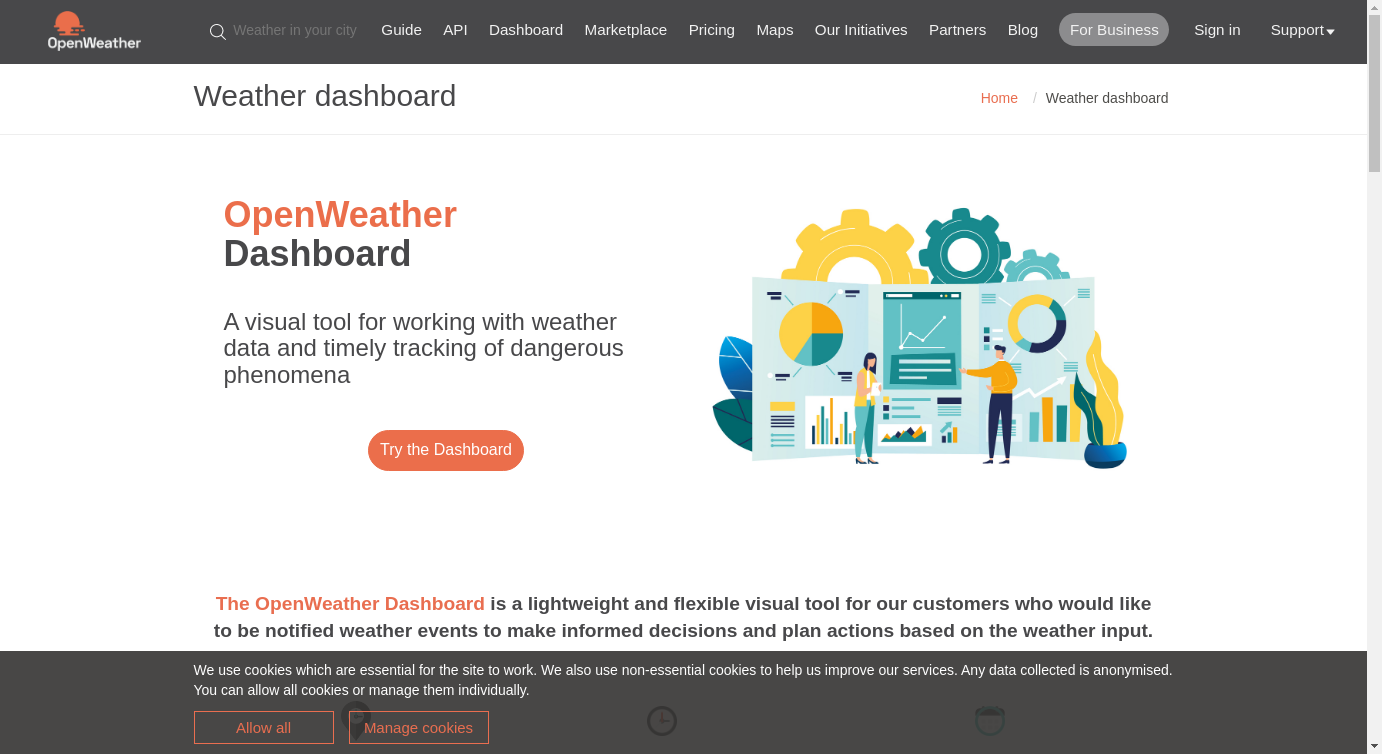 OpenWeather
Weather in your city
Guide
API
Dashboard
Marketplace
Pricing
Maps
Our Initiatives
Partners
Blog
For Business
Sign in
Support
Weather dashboard
Home / Weather dashboard
OpenWeather
Dashboard
A visual tool for working with weather
data and timely tracking of dangerous
phenomena
Try the Dashboard
The OpenWeather Dashboard is a lightweight and flexible visual tool for our customers who would like
to be notified weather events to make informed decisions and plan actions based on the weather input.
We use cookies which are essential for the site to work. We also use non-essential cookies to help us improve our services. Any data collected is anonymised.
You can allow all cookies or manage them individually.
Allow all
Manage cookies